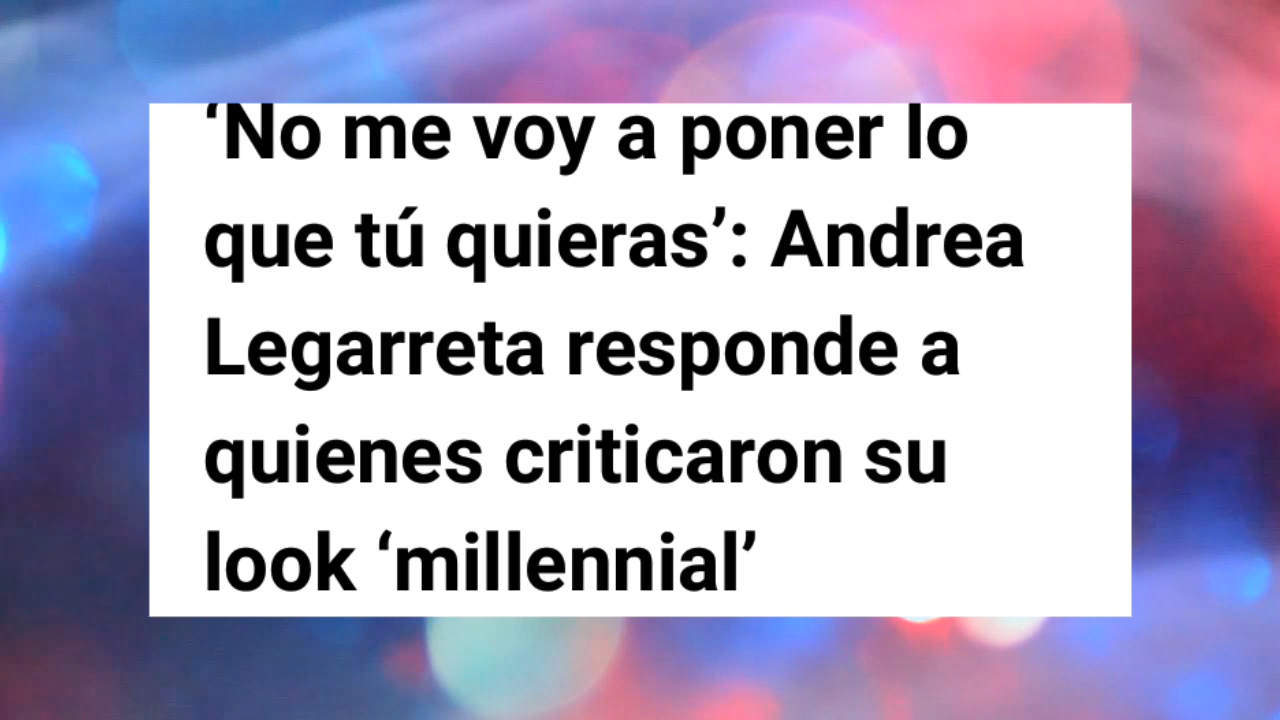 ‘No me voy a poner lo
que tú quieras’: Andrea
Legarreta responde a
quienes criticaron su
look ‘millennial’